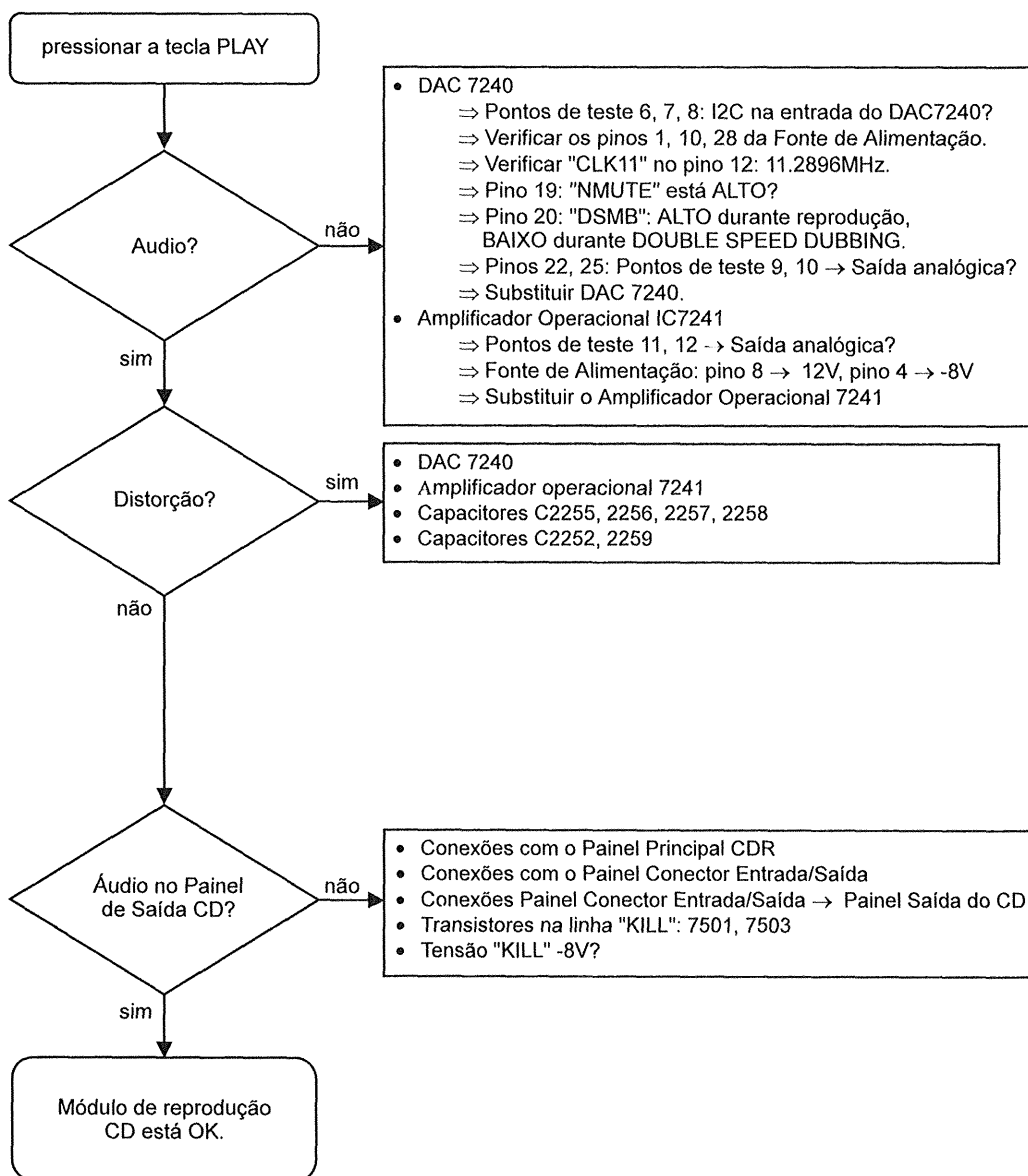 pressionar a tecla PLAY
Audio?
não
• DAC 7240
⇒ Pontos de teste 6, 7, 8: I2C na entrada do DAC7240?
⇒ Verificar os pinos 1, 10, 28 da Fonte de Alimentação.
⇒ Verificar "CLK11" no pino 12: 11.2896MHz.
⇒ Pino 19: "NMUTE" está ALTO?
⇒ Pino 20: "DSMB": ALTO durante reprodução,
BAIXO durante DOUBLE SPEED DUBBING.
⇒ Pinos 22, 25: Pontos de teste 9, 10 → Saída analógica?
⇒ Substituir DAC 7240.
• Amplificador Operacional IC7241
⇒ Pontos de teste 11, 12 → Saída analógica?
⇒ Fonte de Alimentação: pino 8 → 12V, pino 4 → -8V
⇒ Substituir o Amplificador Operacional 7241
sim
Distorção?
sim
• DAC 7240
• Amplificador operacional 7241
• Capacitores C2255, 2256, 2257, 2258
• Capacitores C2252, 2259
não
Áudio no Painel
de Saída CD?
não
• Conexões com o Painel Principal CDR
• Conexões com o Painel Conector Entrada/Saída
• Conexões Painel Conector Entrada/Saída → Painel Saída do CD
• Transistores na linha "KILL": 7501, 7503
• Tensão "KILL" -8V?
sim
Módulo de reprodução
CD está OK.